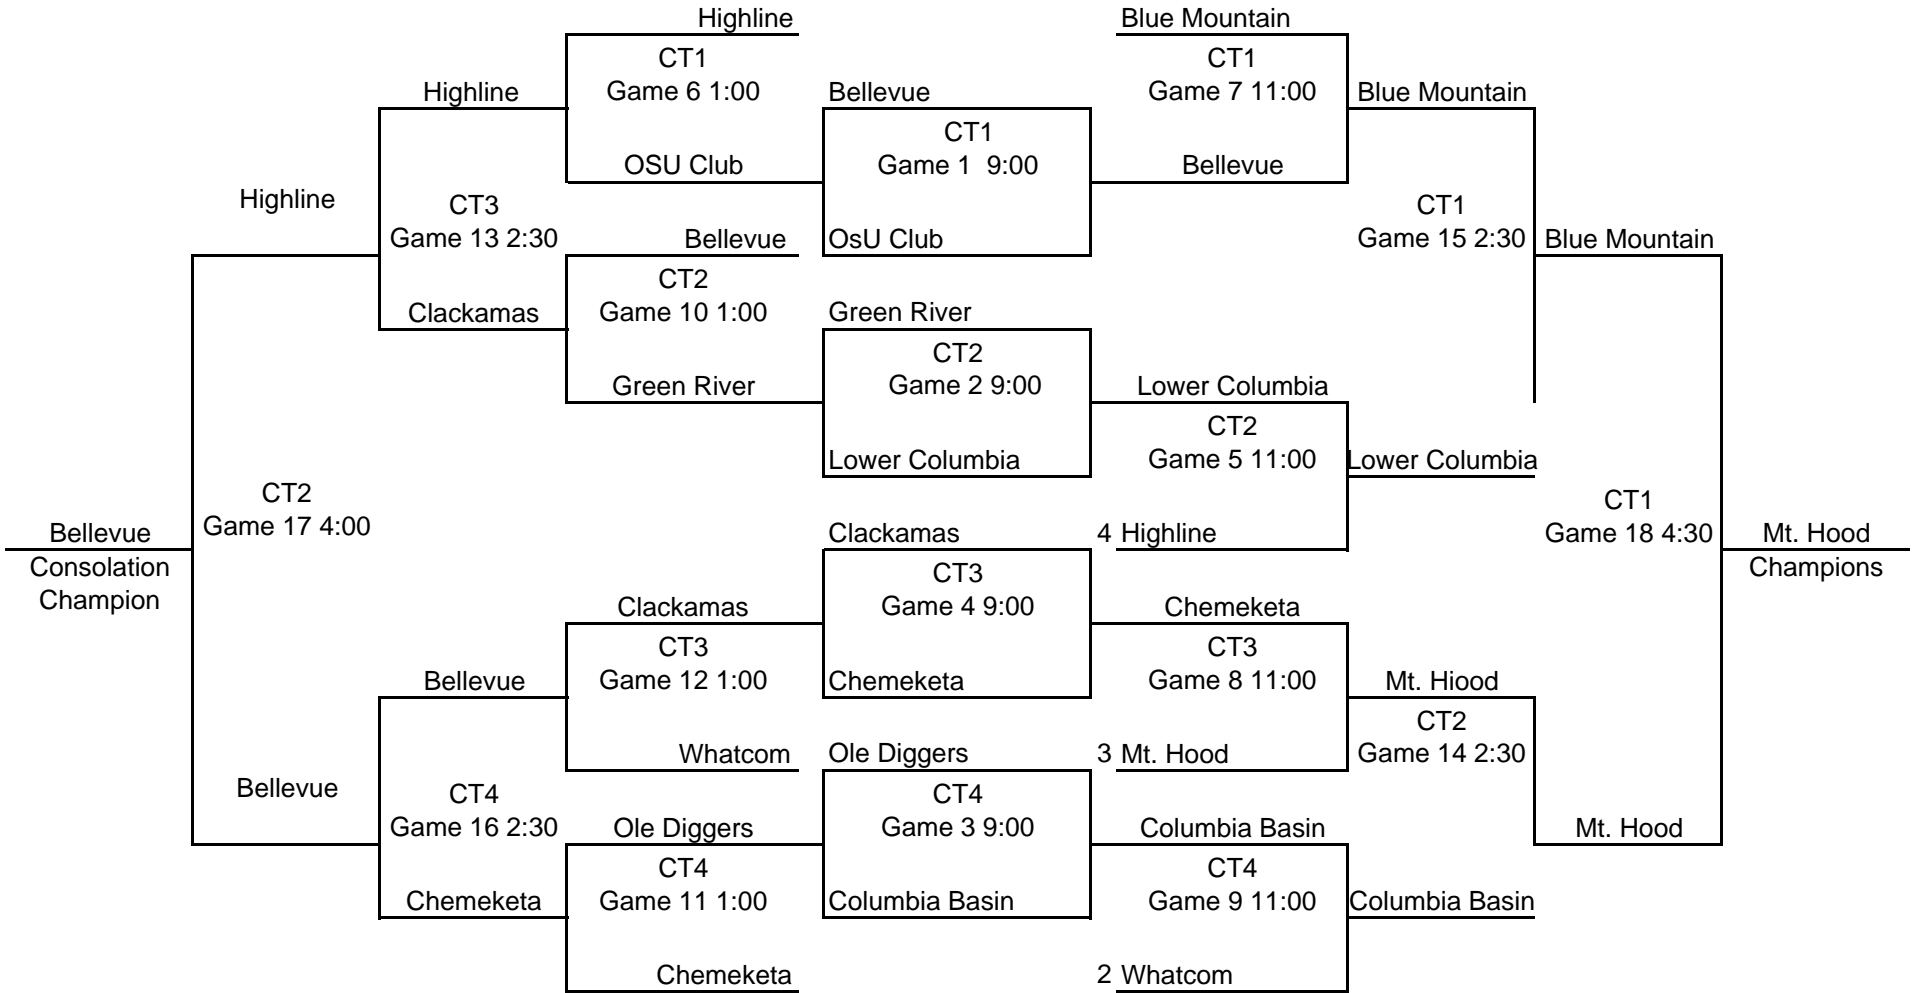 Highline
Blue Mountain
CT1
Game 6 1:00
CT1
Game 7 11:00
Highline
Bellevue
Blue Mountain
CT1
Game 1  9:00
OSU Club
Bellevue
Highline
CT3
Game 13 2:30
CT1
Game 15 2:30
Bellevue
OsU Club
Blue Mountain
CT2
Game 10 1:00
Clackamas
Green River
CT2
Game 2 9:00
Green River
Lower Columbia
CT2
Game 5 11:00
Lower Columbia
Lower Columbia
CT2
Game 17 4:00
CT1
Game 18 4:30
Bellevue
Consolation
Champion
Clackamas
4 Highline
Mt. Hood
Champions
CT3
Game 4 9:00
Clackamas
Chemeketa
CT3
Game 12 1:00
CT3
Game 8 11:00
Bellevue
Chemeketa
Mt. Hiood
CT2
Game 14 2:30
Whatcom
Ole Diggers
3 Mt. Hood
Bellevue
CT4
Game 16 2:30
CT4
Game 3 9:00
Ole Diggers
Columbia Basin
Mt. Hood
CT4
Game 11 1:00
CT4
Game 9 11:00
Chemeketa
Columbia Basin
Columbia Basin
Chemeketa
2 Whatcom